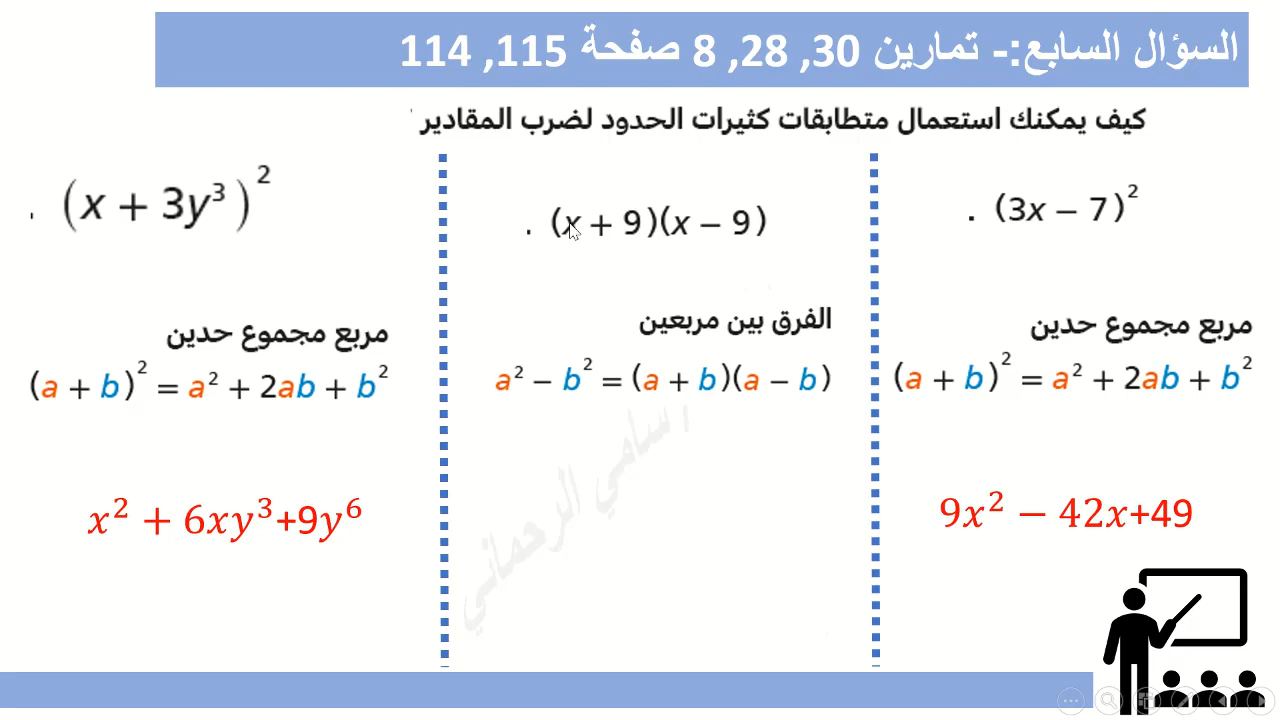 السؤال السابع:- تمارين 30, 28, 8 صفحة 115, 114
كيف يمكنك استعمال متطابقات كثيرات الحدود لضرب المقادير
. (3x − 7)²
مربع مجموع حدين
(a + b)² = a² + 2ab + b²
9x² − 42x+49
. (x + 9)(x − 9)
الفرق بين مربعين
a² − b² = (a + b)(a − b)
. (x + 3y³)²
مربع مجموع حدين
(a + b)² = a² + 2ab + b²
x² + 6xy³+9y⁶
أسامي الرحماني